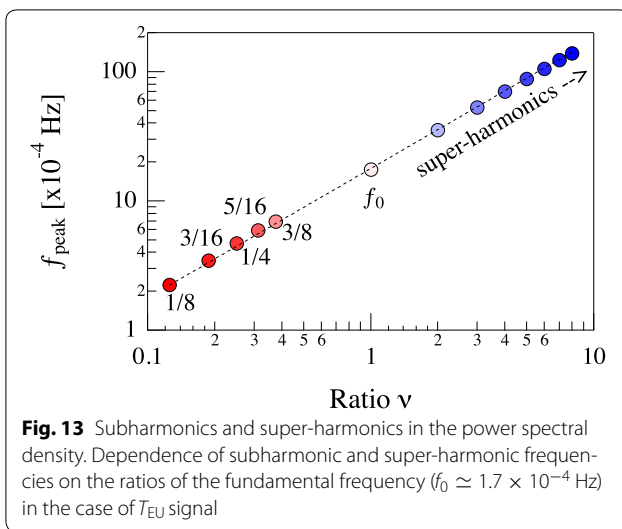 2
100
6
4
2
10
6
4
2
1
f_peak [x10^-4 Hz]
super-harmonics
f_0
5/16
3/16
3/8
1/4
1/8
0.1 2 3 4 5 6 1 2 3 4 5 6 10
Ratio ν
Fig. 13 Subharmonics and super-harmonics in the power spectral
density. Dependence of subharmonic and super-harmonic frequen-
cies on the ratios of the fundamental frequency (f_0 ≃ 1.7 × 10^-4 Hz)
in the case of T_EU signal